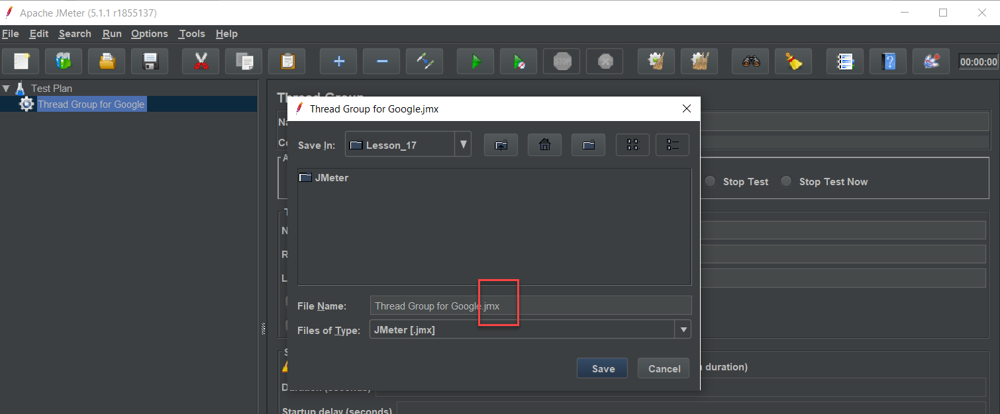 Apache JMeter (5.1.1 r1855137)
File Edit Search Run Options Tools Help
STOP
00:00:00
Test Plan
Thread Group for Google
Thread Group
Thread Group for Google.jmx
Save In: Lesson_17
JMeter
Stop Test Stop Test Now
File Name: Thread Group for Google.jmx
Files of Type: JMeter [.jmx]
Save Cancel
duration)
Duration (seconds)
Startup delay (seconds)